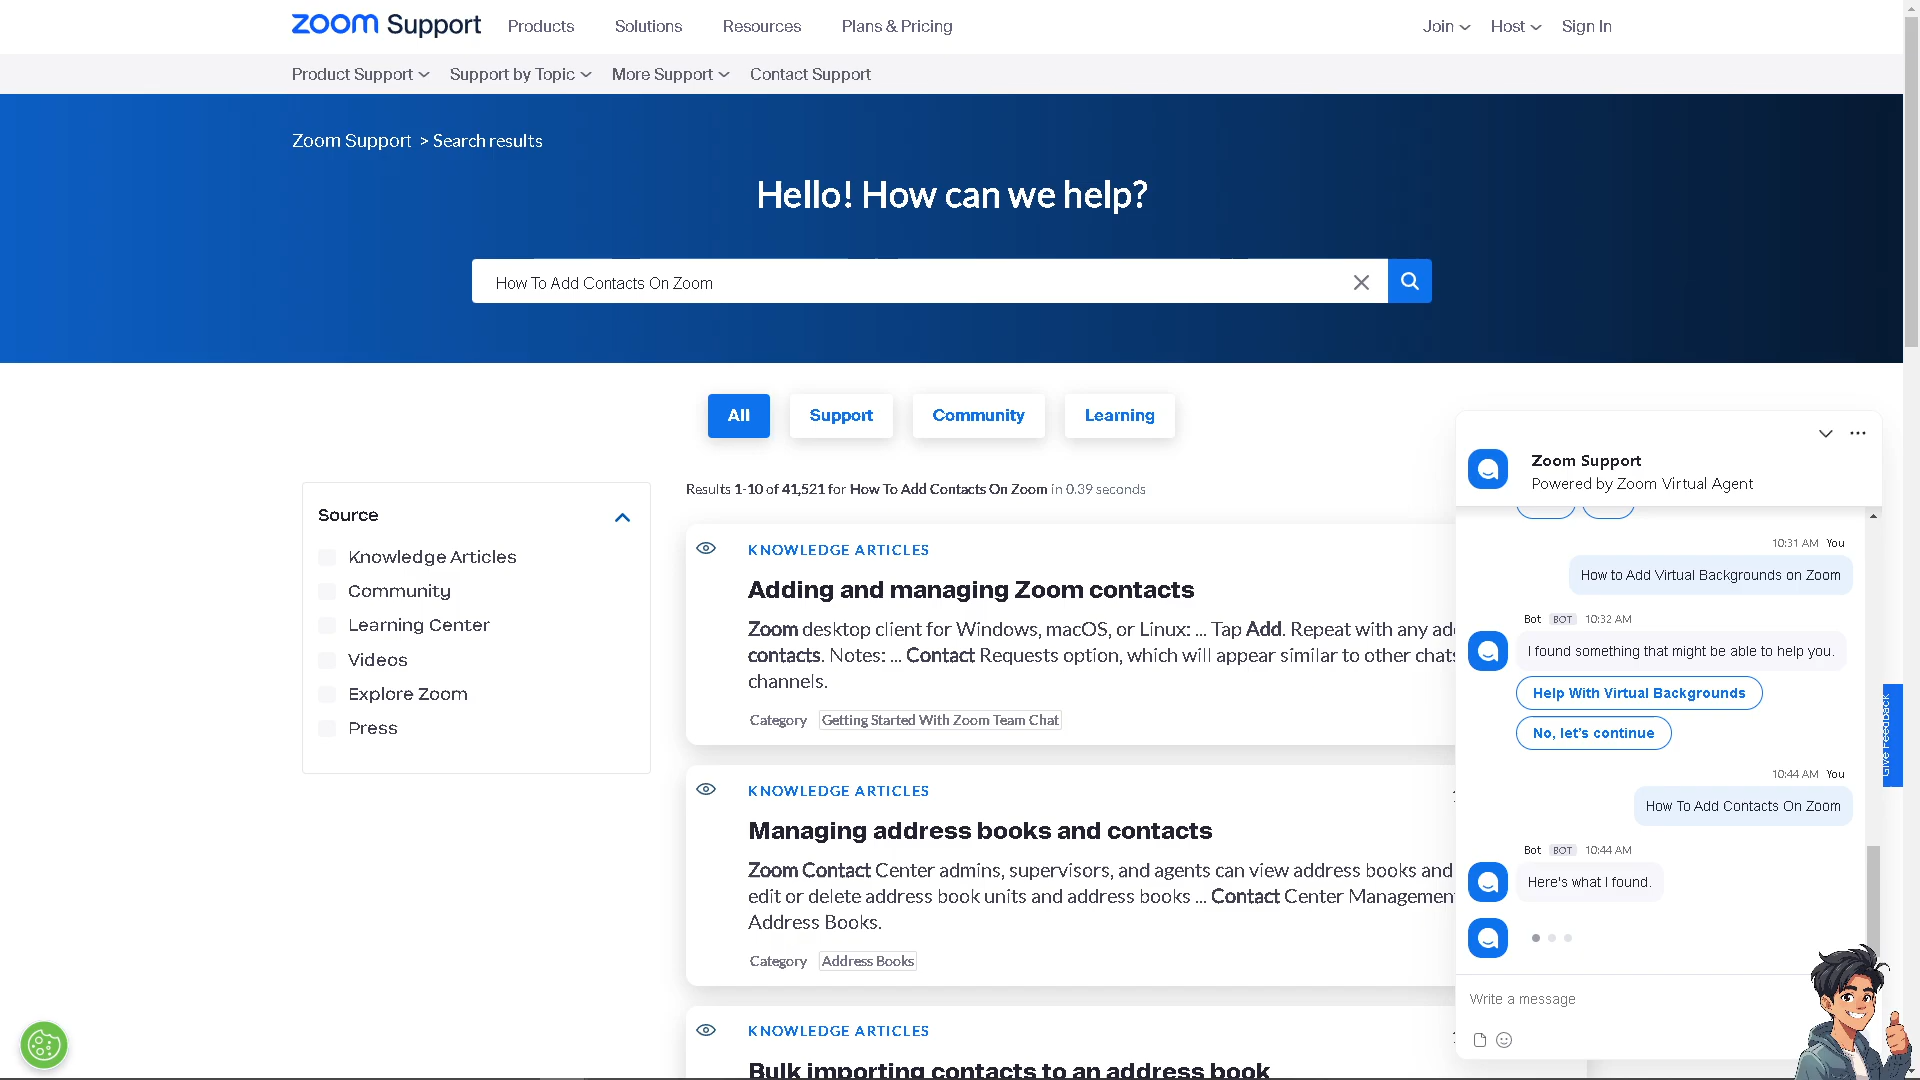 zoom Support
Products
Solutions
Resources
Plans & Pricing
Join
Host
Sign In
Product Support
Support by Topic
More Support
Contact Support
Zoom Support > Search results
Hello! How can we help?
How To Add Contacts On Zoom
All
Support
Community
Learning
Results 1-10 of 41,521 for How To Add Contacts On Zoom in 0.39 seconds
Source
Knowledge Articles
Community
Learning Center
Videos
Explore Zoom
Press
KNOWLEDGE ARTICLES
Adding and managing Zoom contacts
Zoom desktop client for Windows, macOS, or Linux: ... Tap Add. Repeat with any
contacts. Notes: ... Contact Requests option, which will appear similar to other chats
channels.
Category
Getting Started With Zoom Team Chat
KNOWLEDGE ARTICLES
Managing address books and contacts
Zoom Contact Center admins, supervisors, and agents can view address books and
edit or delete address book units and address books ... Contact Center
Address Books.
Category
Address Books
KNOWLEDGE ARTICLES
Bulk importing contacts to an address book
Zoom Support
Powered by Zoom Virtual Agent
10:31 AM You
How to Add Virtual Backgrounds on Zoom
Bot BOT 10:32 AM
I found something that might be able to help you.
Help With Virtual Backgrounds
No, let's continue
10:44 AM You
How To Add Contacts On Zoom
Bot BOT 10:44 AM
Here's what I found.
Write a message
Give Feedback